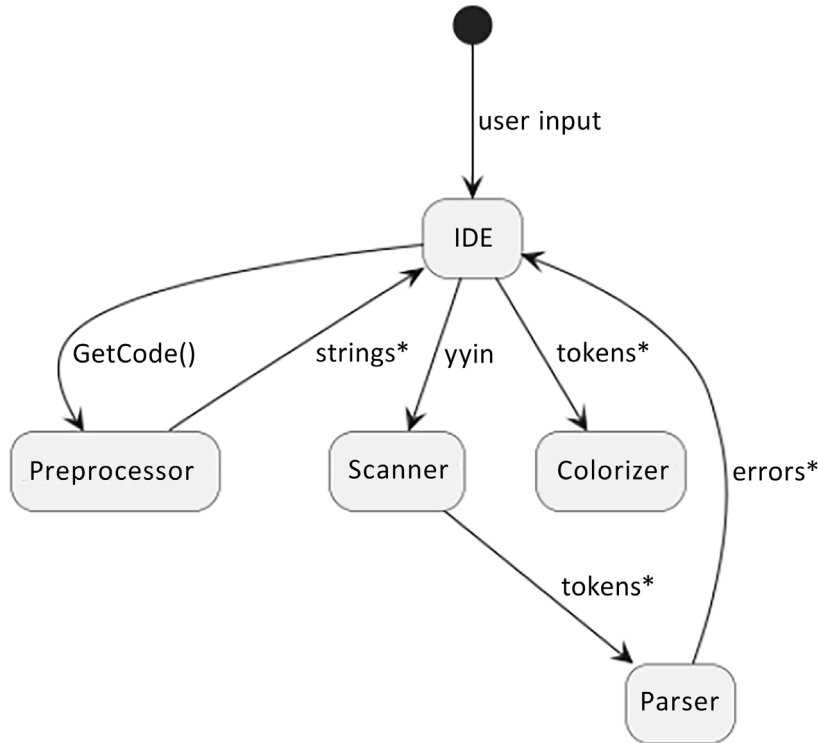 user input
IDE
GetCode()
strings*
yyin
tokens*
Preprocessor
Scanner
Colorizer
errors*
tokens*
Parser